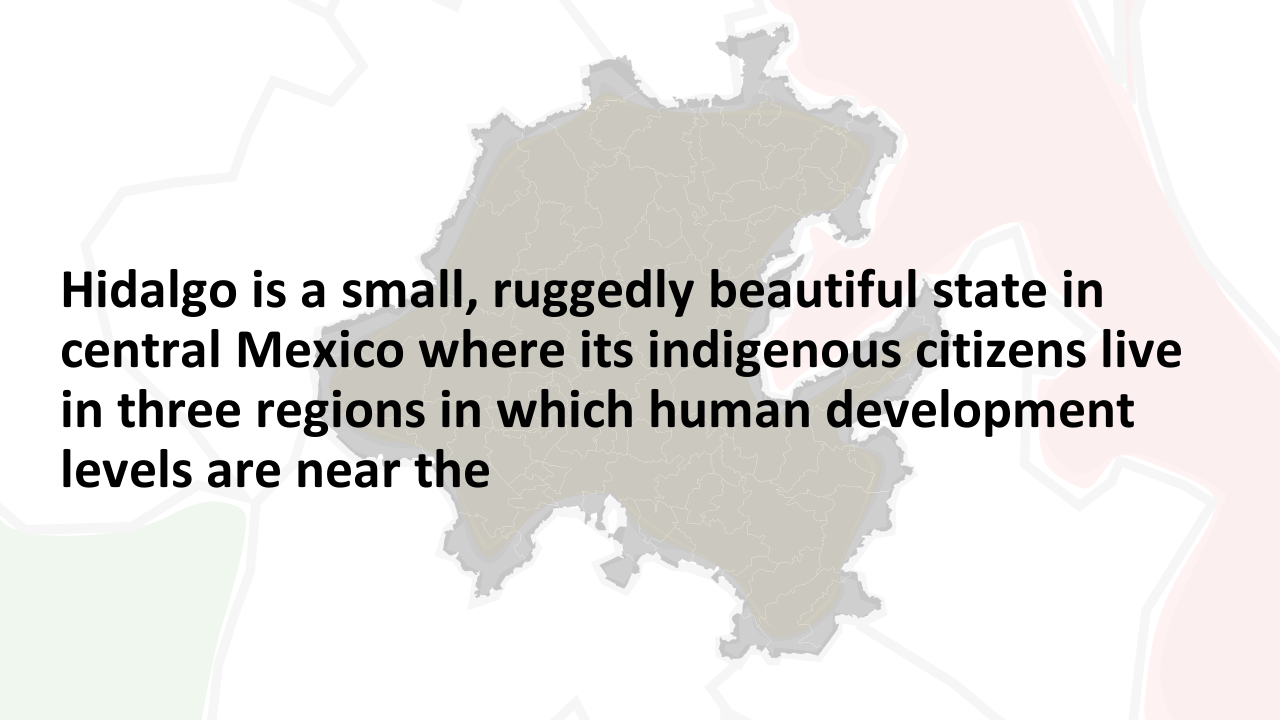 Hidalgo is a small, ruggedly beautiful state in
central Mexico where its indigenous citizens live
in three regions in which human development
levels are near the